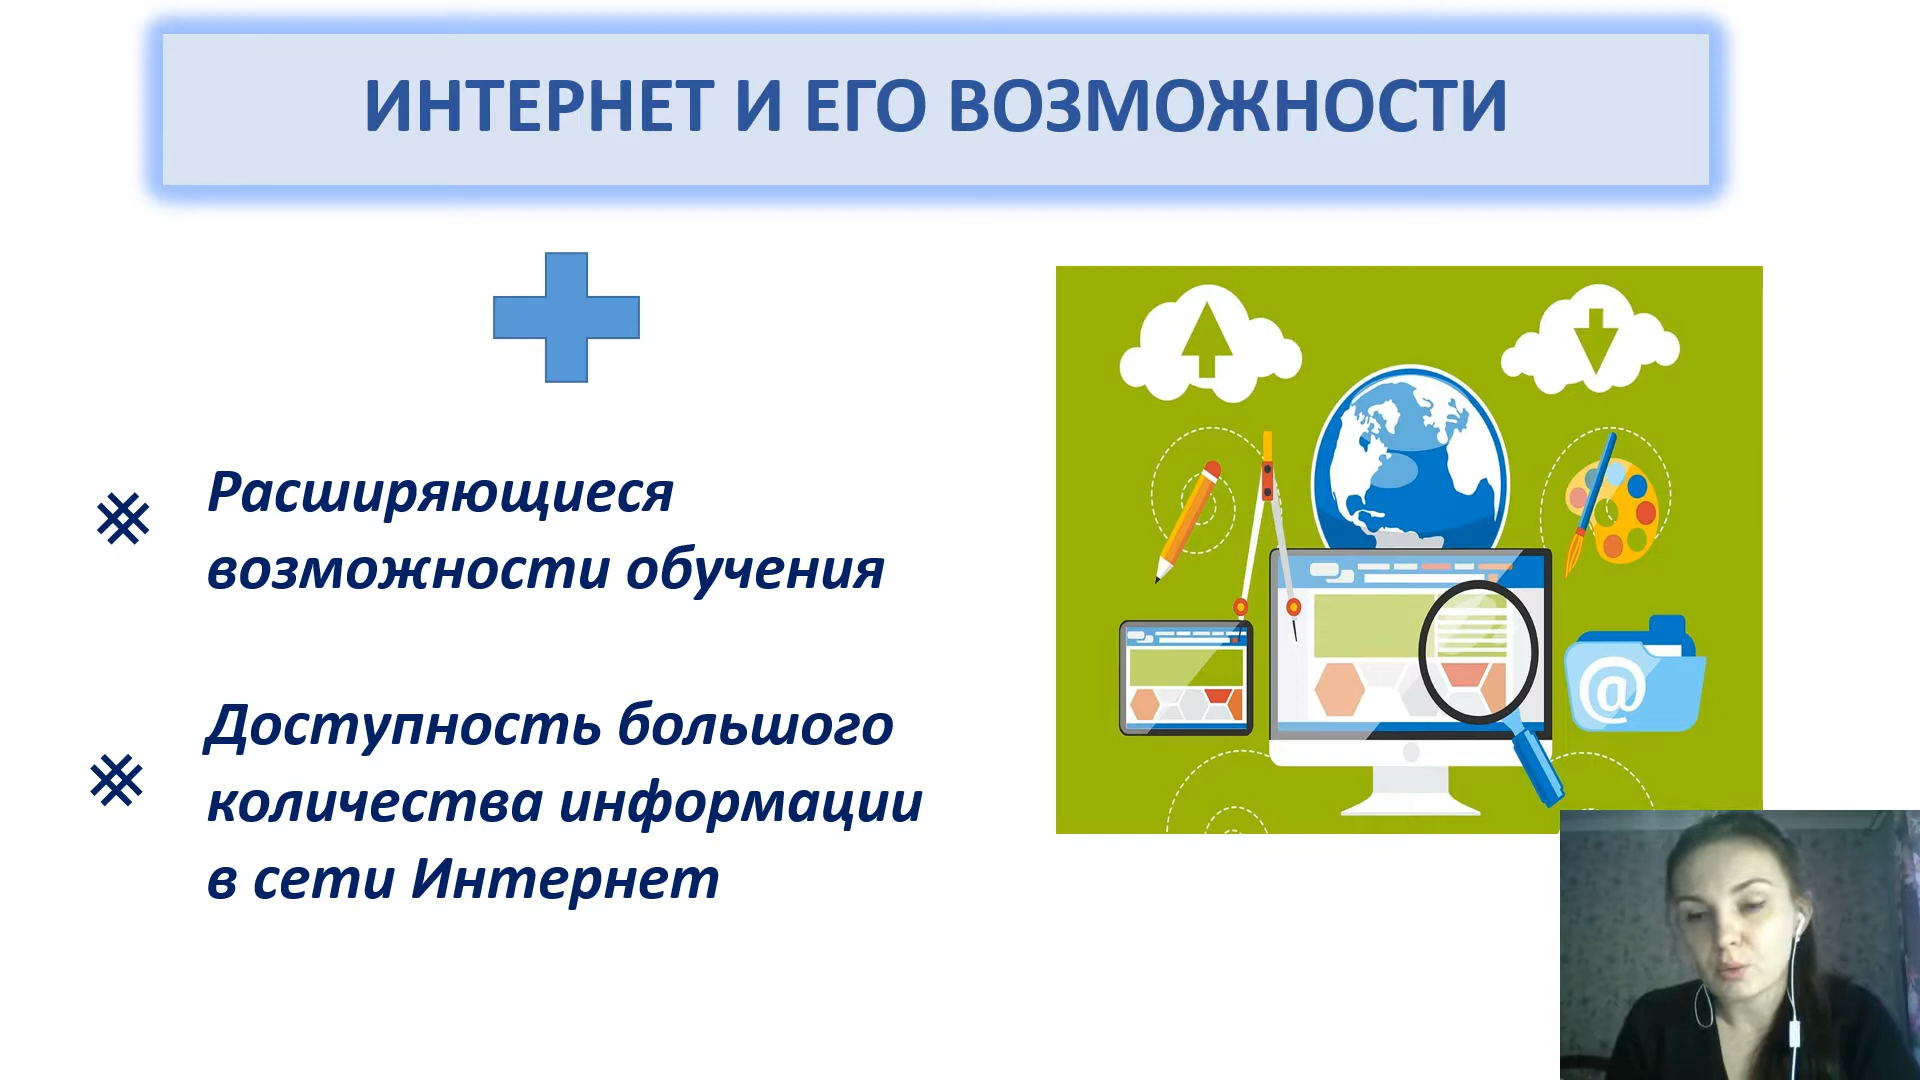 ИНТЕРНЕТ И ЕГО ВОЗМОЖНОСТИ
Расширяющиеся
возможности обучения
Доступность большого
количества информации
в сети Интернет
@